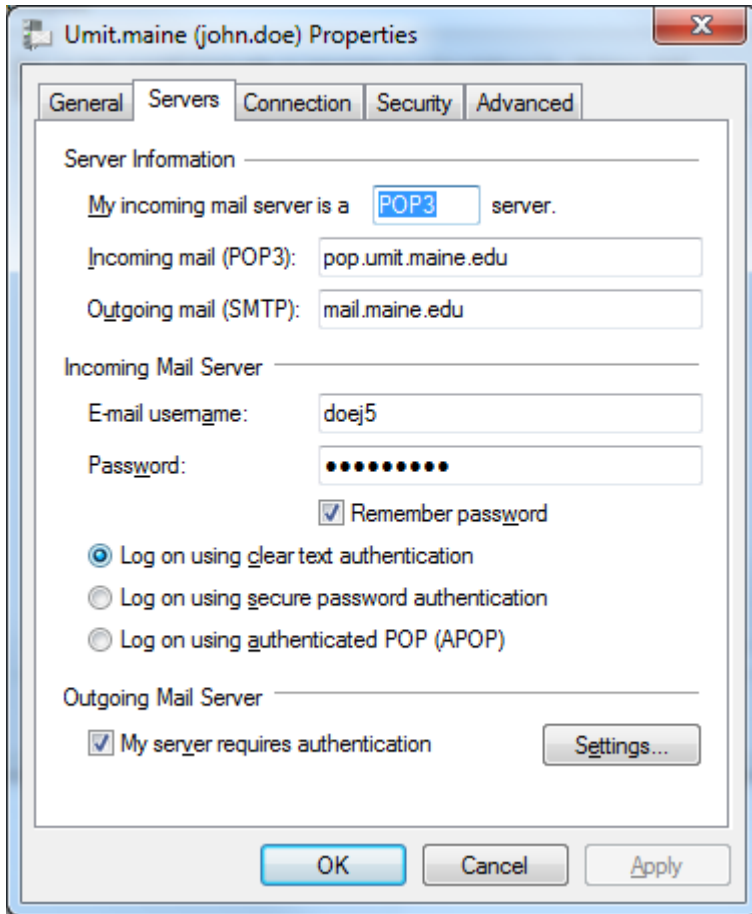 Umit.maine (john.doe) Properties
X
General Servers Connection Security Advanced
Server Information
My incoming mail server is a POP3 server.
Incoming mail (POP3): pop.umit.maine.edu
Outgoing mail (SMTP): mail.maine.edu
Incoming Mail Server
E-mail username: doej5
Password: ●●●●●●●●●
Remember password
Log on using clear text authentication
Log on using secure password authentication
Log on using authenticated POP (APOP)
Outgoing Mail Server
My server requires authentication Settings...
OK Cancel Apply